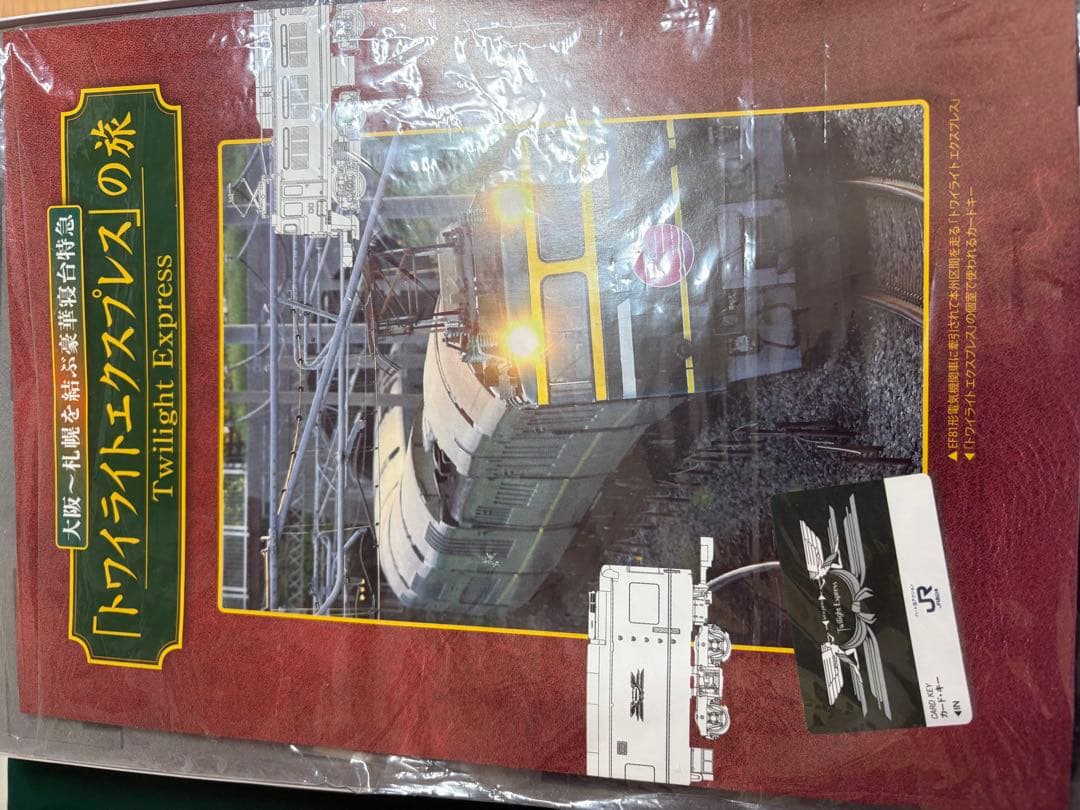 大阪～札幌を結ぶ豪華寝台特急
「トワイライトエクスプレス」の旅
Twilight Express
▲EF81形電気機関車に牽引されて本州区間を走る「トワイライトエクスプレス」
◀「トワイライトエクスプレス」の個室で使われるカードキー
Twilight Express
JR
CARD KEY
カード・キー
◀IN